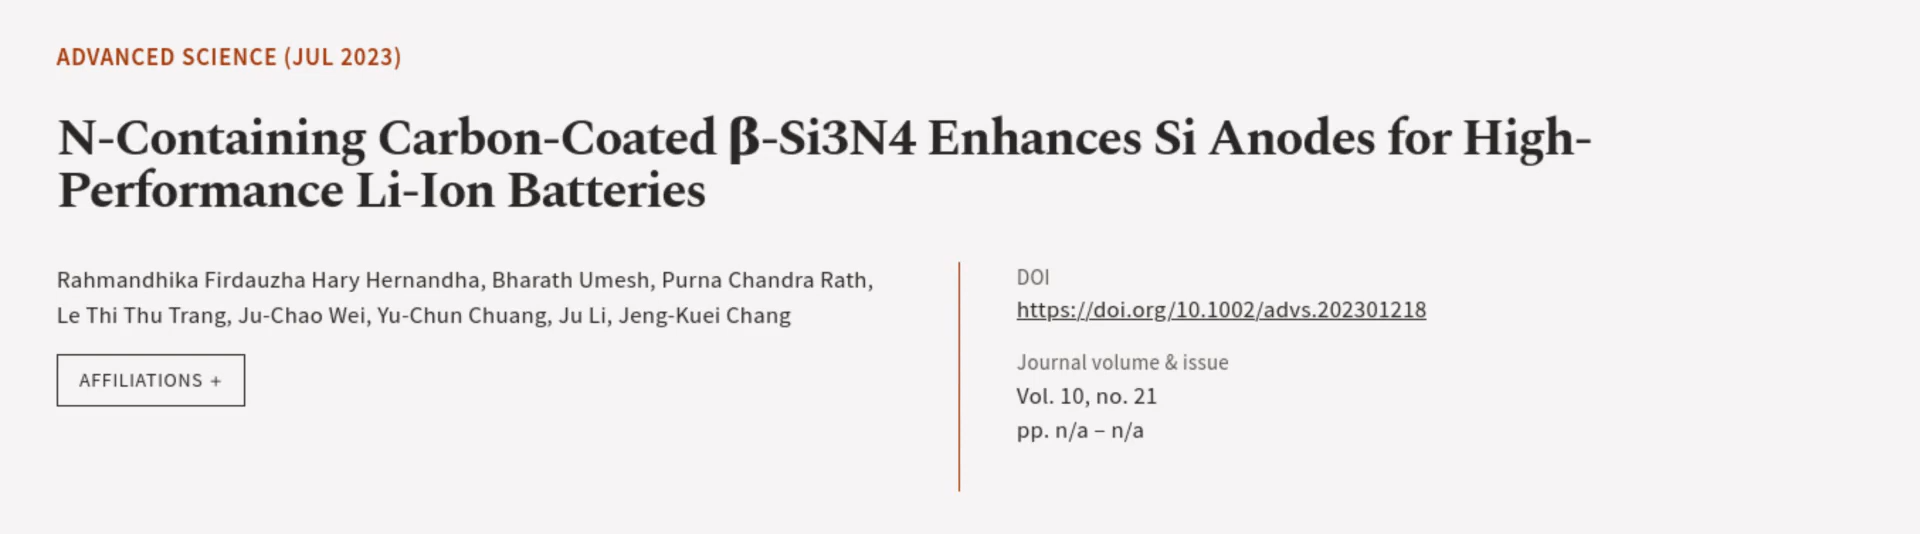 ADVANCED SCIENCE (JUL 2023)
N-Containing Carbon-Coated β-Si3N4 Enhances Si Anodes for High-
Performance Li-Ion Batteries
Rahmandhika Firdauzha Hary Hernandha, Bharath Umesh, Purna Chandra Rath,
Le Thi Thu Trang, Ju-Chao Wei, Yu-Chun Chuang, Ju Li, Jeng-Kuei Chang
AFFILIATIONS +
DOI
https://doi.org/10.1002/advs.202301218
Journal volume & issue
Vol. 10, no. 21
pp. n/a – n/a